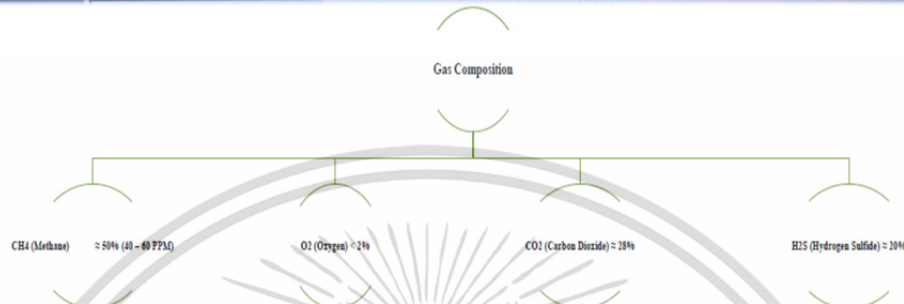 Gas Composition
CH4 (Methane) ≈ 50% (40 – 60 PPM)
O2 (Oxygen) < 2%
CO2 (Carbon Dioxide) ≈ 28%
H2S (Hydrogen Sulfide) ≈ 20%